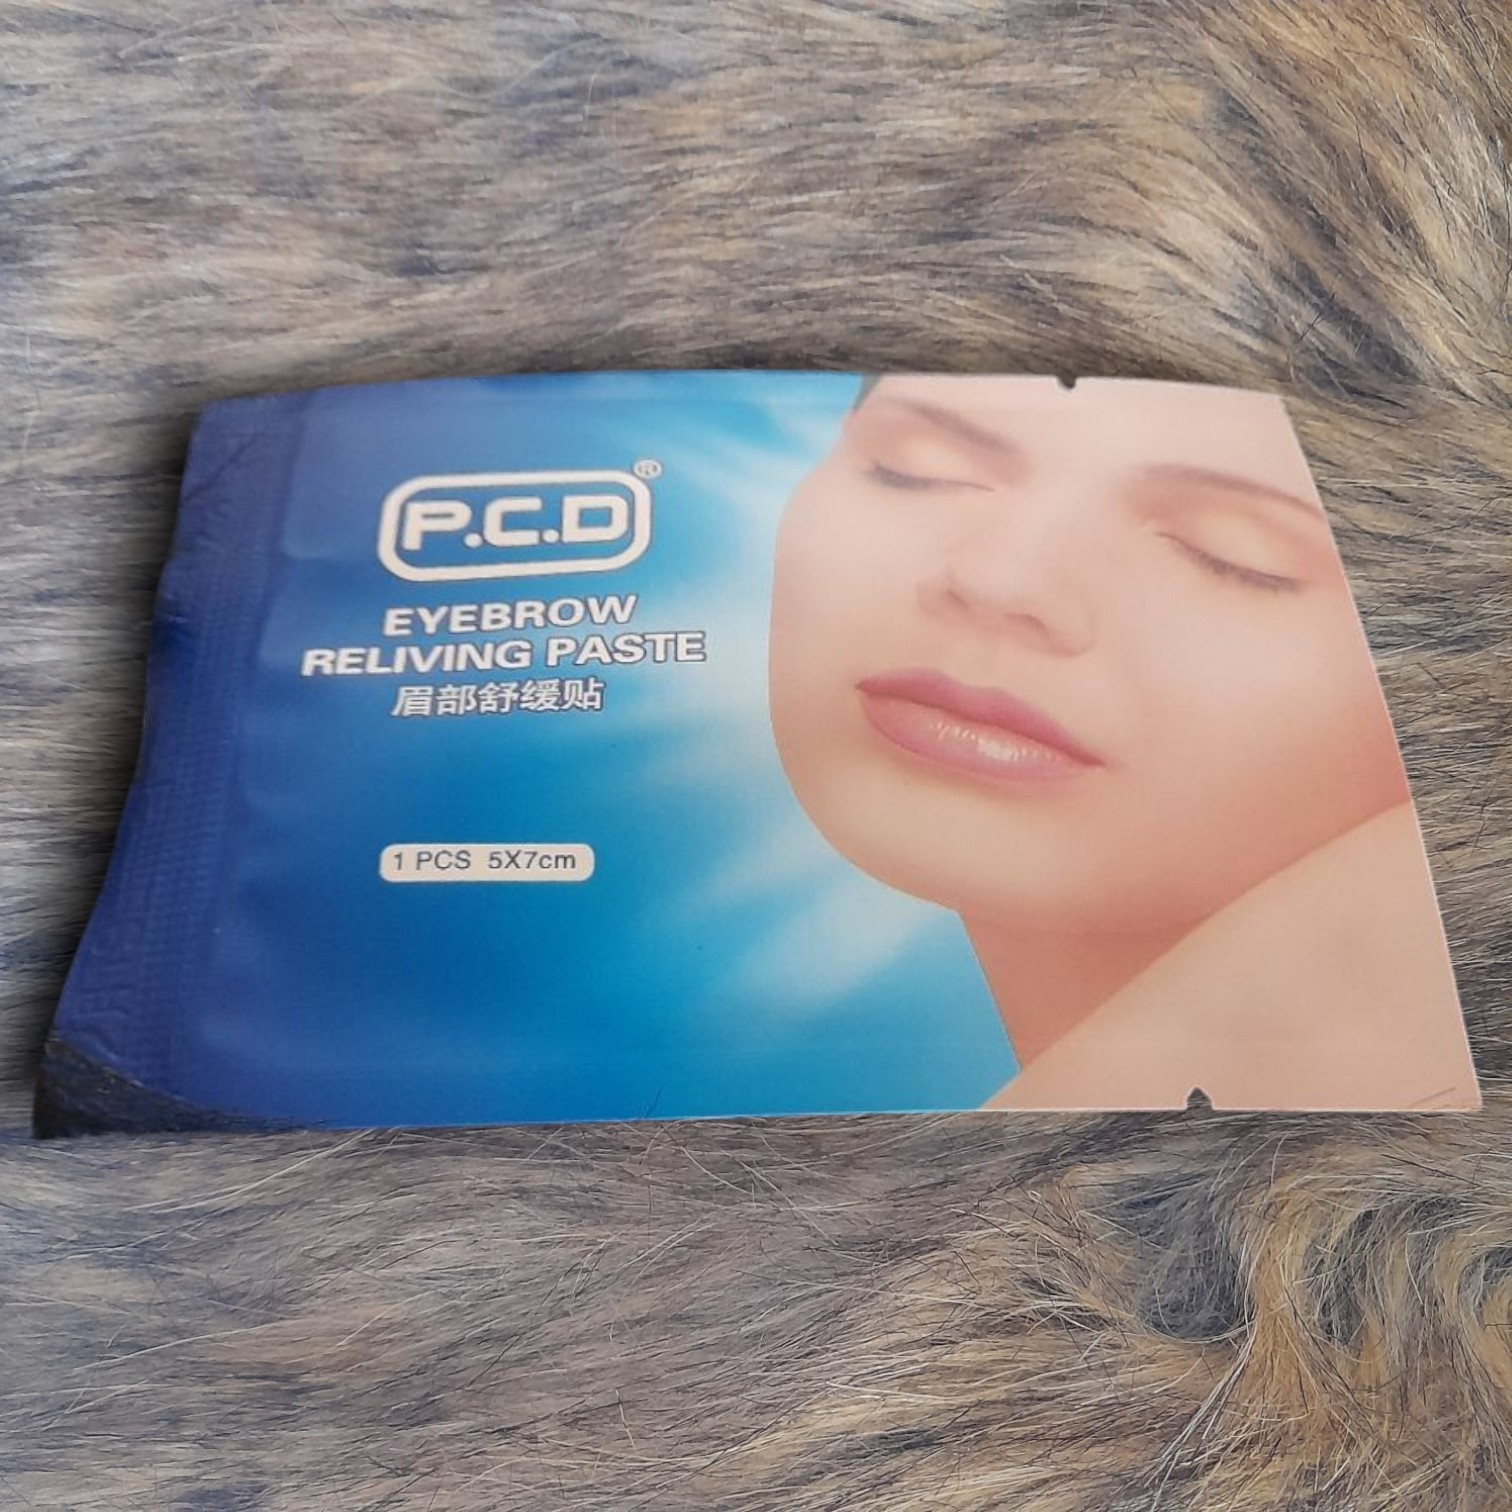 P.C.D®
EYEBROW
RELIVING PASTE
眉部舒缓贴
1 PCS 5X7cm